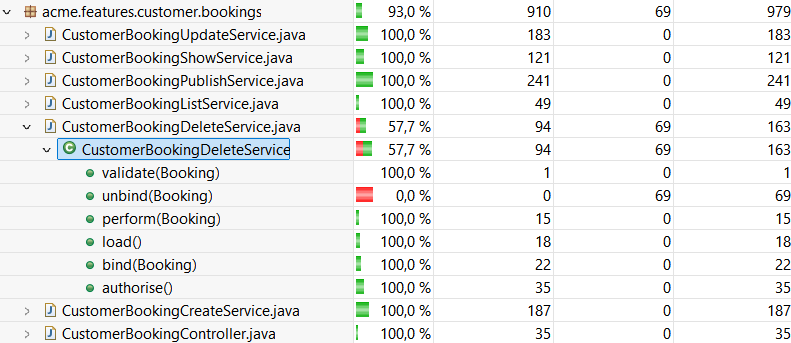 acme.features.customer.bookings 93,0 % 910 69 979
CustomerBookingUpdateService.java 100,0 % 183 0 183
CustomerBookingShowService.java 100,0 % 121 0 121
CustomerBookingPublishService.java 100,0 % 241 0 241
CustomerBookingListService.java 100,0 % 49 0 49
CustomerBookingDeleteService.java 57,7 % 94 69 163
CustomerBookingDeleteService 57,7 % 94 69 163
validate(Booking) 100,0 % 1 0 1
unbind(Booking) 0,0 % 0 69 69
perform(Booking) 100,0 % 15 0 15
load() 100,0 % 18 0 18
bind(Booking) 100,0 % 22 0 22
authorise() 100,0 % 35 0 35
CustomerBookingCreateService.java 100,0 % 187 0 187
CustomerBookingController.java 100,0 % 35 0 35